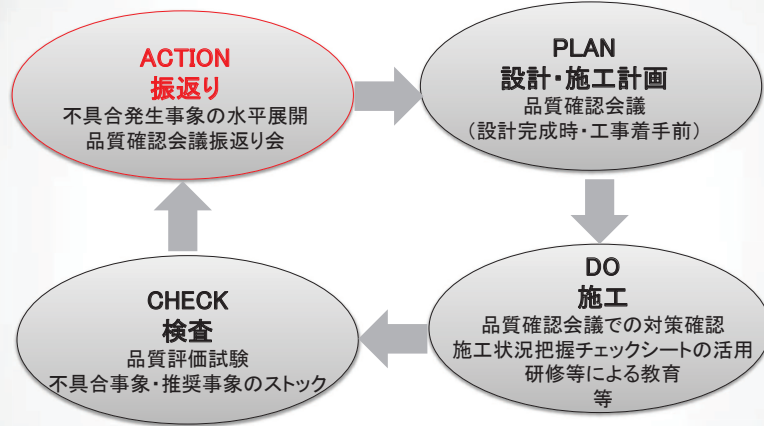 ACTION
振返り
不具合発生事象の水平展開
品質確認会議振返り会
PLAN
設計・施工計画
品質確認会議
(設計完成時・工事着手前)
DO
施工
品質確認会議での対策確認
施工状況把握チェックシートの活用
研修等による教育
等
CHECK
検査
品質評価試験
不具合事象・推奨事象のストック